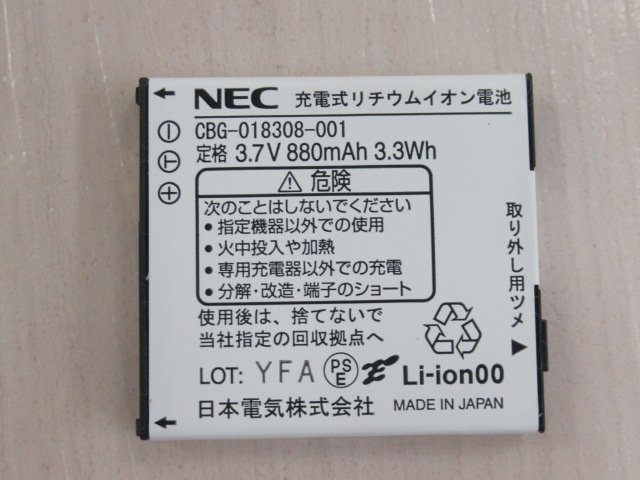 NEC 充電式リチウムイオン電池
CBG-018308-001
定格 3.7V 880mAh 3.3Wh
危険
次のことはしないでください
・指定機器以外での使用
・火中投入や加熱
・専用充電器以外での充電
・分解・改造・端子のショート
使用後は、捨てないで
当社指定の回収拠点へ
取り外し用ツメ
LOT: YFA PSE Li-ion00
日本電気株式会社 MADE IN JAPAN